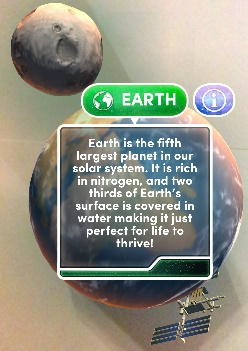 EARTH
Earth is the fifth
largest planet in our
solar system. It is rich
in nitrogen, and two
thirds of Earth's
surface is covered in
water making it just
perfect for life to
thrive!